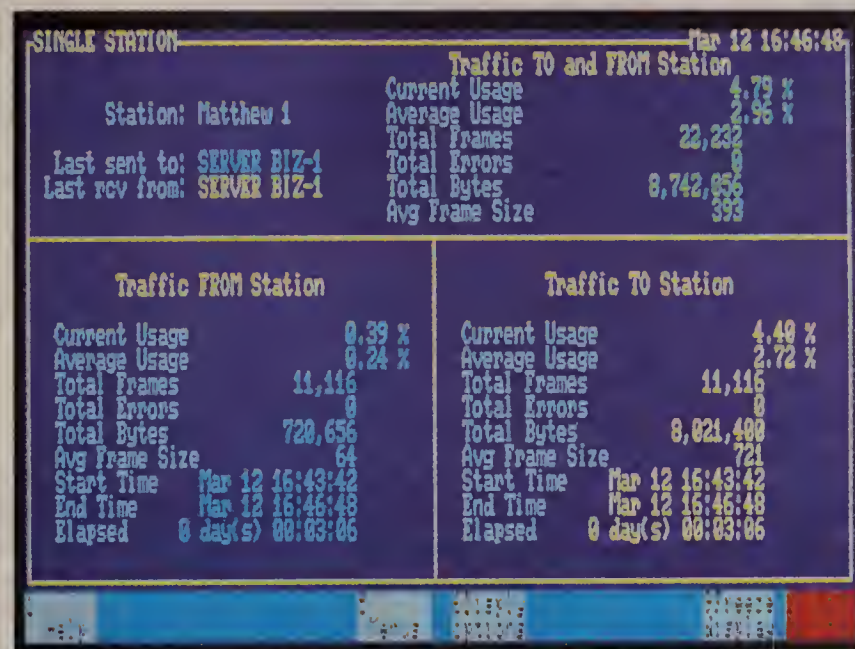 SINGLE STATION Mar 12 16:46:48
Traffic TO and FROM Station
Station: Matthew 1
Last sent to: SERVER BIZ-1
Last rcv from: SERVER BIZ-1
Current Usage 4.79 %
Average Usage 2.96 %
Total Frames 22,232
Total Errors 0
Total Bytes 8,742,056
Avg Frame Size 393
Traffic FROM Station
Current Usage 0.39 %
Average Usage 0.24 %
Total Frames 11,116
Total Errors 0
Total Bytes 720,656
Avg Frame Size 64
Start Time Mar 12 16:43:42
End Time Mar 12 16:46:48
Elapsed 0 day(s) 00:03:06
Traffic TO Station
Current Usage 4.40 %
Average Usage 2.72 %
Total Frames 11,116
Total Errors 0
Total Bytes 8,021,400
Avg Frame Size 721
Start Time Mar 12 16:43:42
End Time Mar 12 16:46:48
Elapsed 0 day(s) 00:03:06